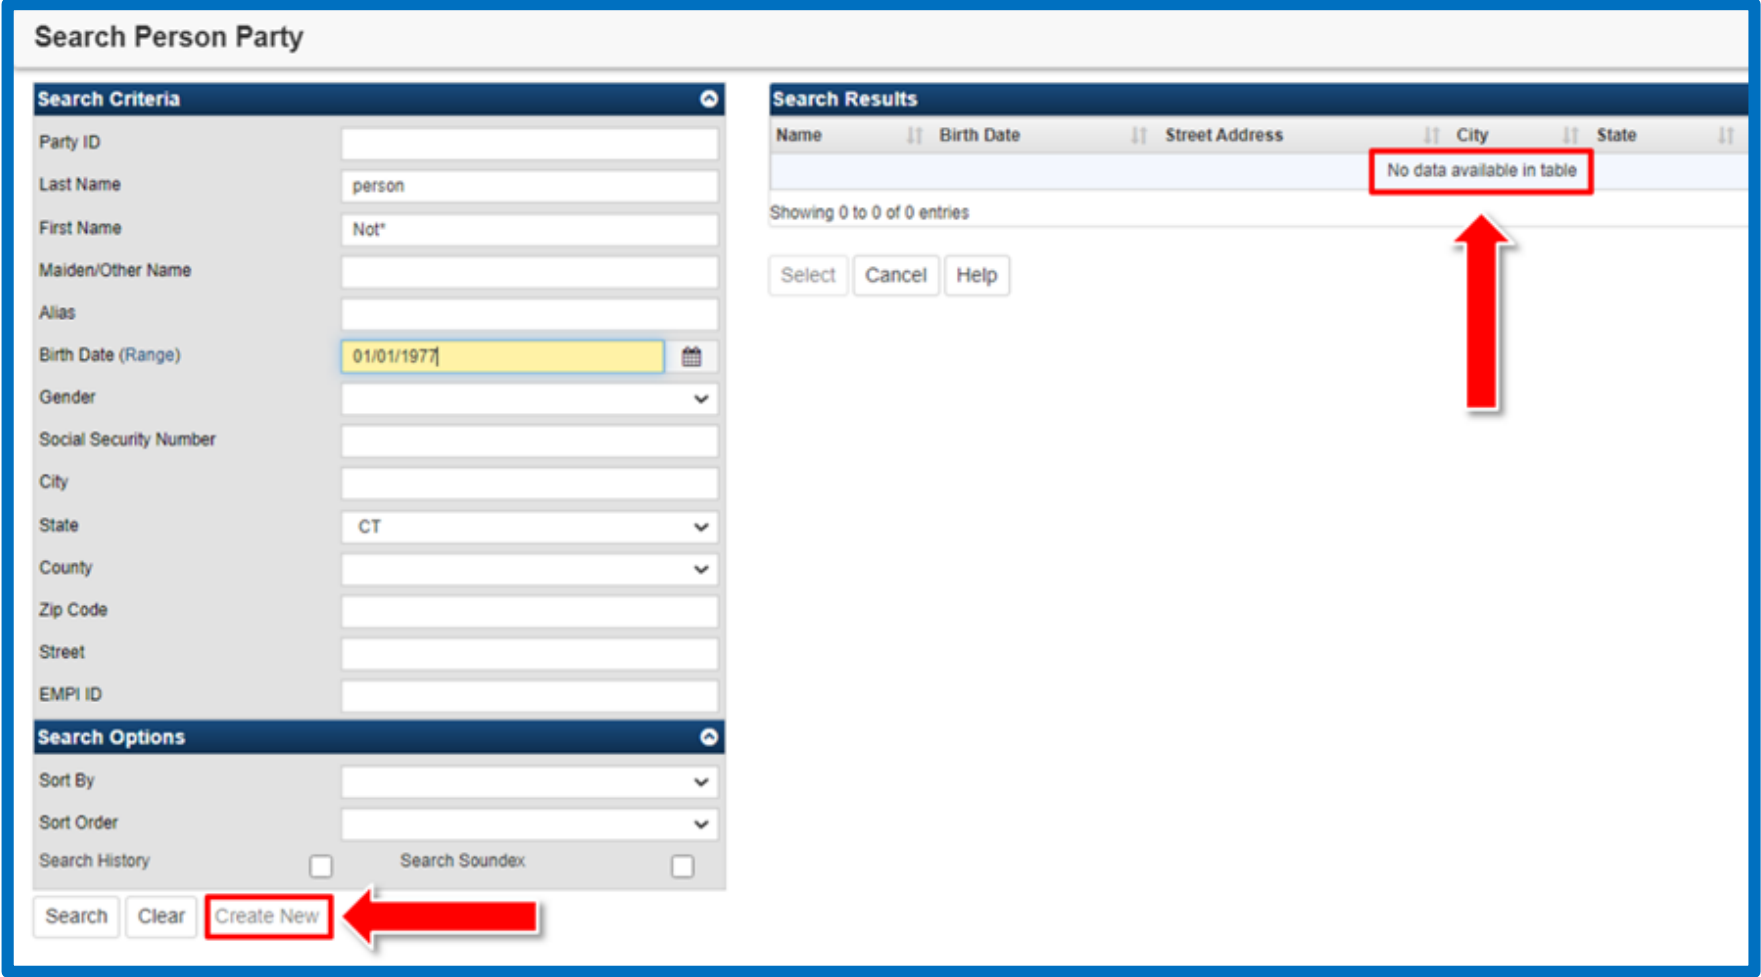 Search Person Party
Search Criteria
Party ID
Last Name person
First Name Not*
Maiden/Other Name
Alias
Birth Date (Range) 01/01/1977
Gender
Social Security Number
City
State CT
County
Zip Code
Street
EMPI ID
Search Options
Sort By
Sort Order
Search History Search Soundex
Search Clear Create New
Search Results
Name Birth Date Street Address City State
No data available in table
Showing 0 to 0 of 0 entries
Select Cancel Help